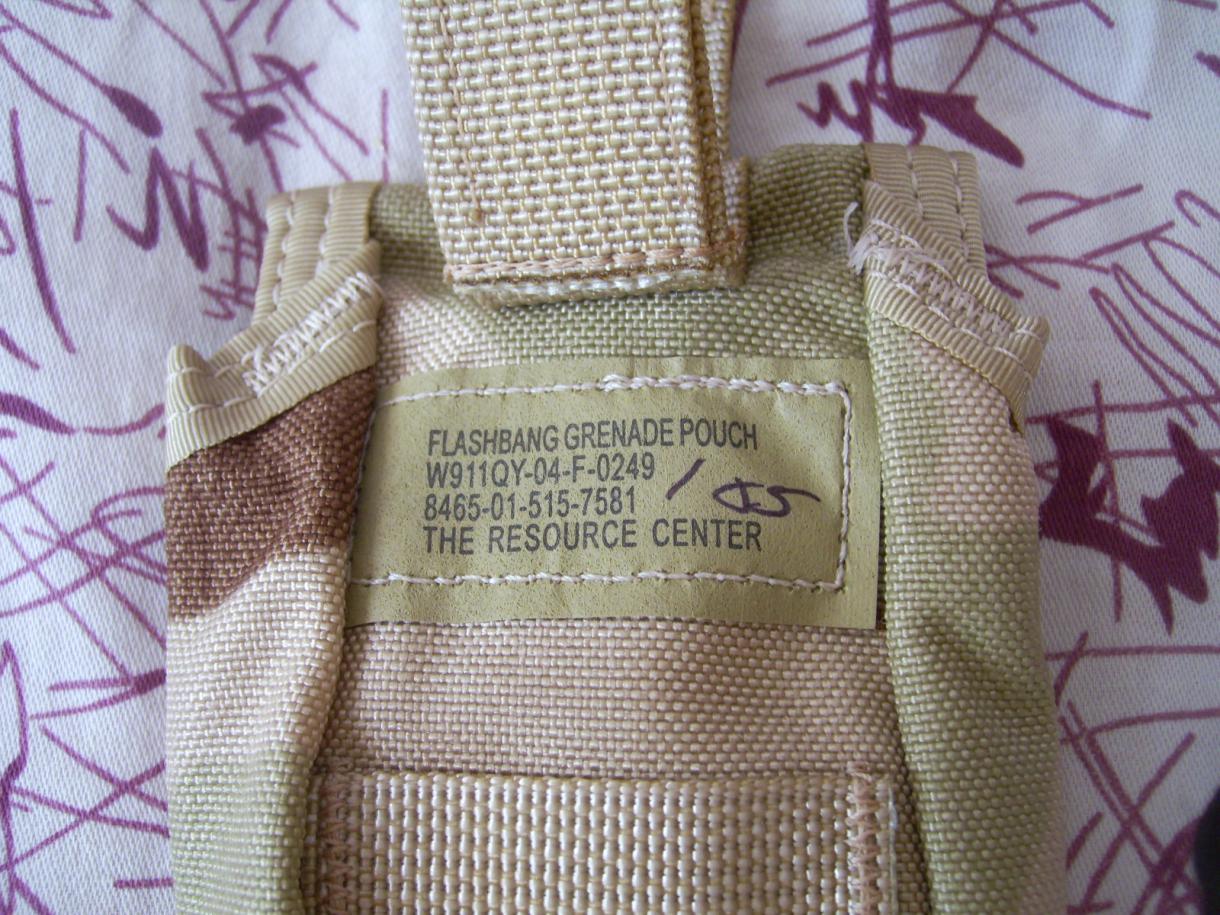 FLASHBANG GRENADE POUCH
W911QY-04-F-0249
8465-01-515-7581
THE RESOURCE CENTER